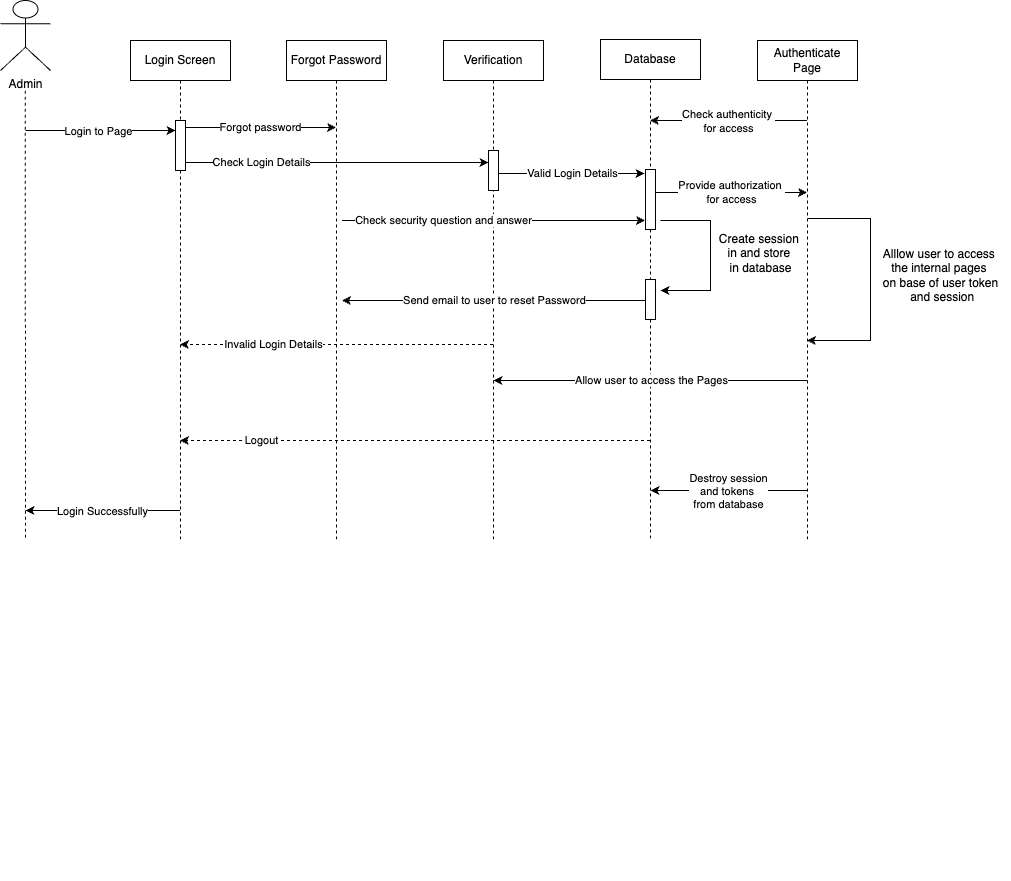 Admin
Login Screen
Forgot Password
Verification
Database
Authenticate
Page
Check authenticity
for access
Login to Page
Forgot password
Check Login Details
Valid Login Details
Provide authorization
for access
Check security question and answer
Create session
in and store
in database
Alllow user to access
the internal pages
on base of user token
and session
Send email to user to reset Password
Invalid Login Details
Allow user to access the Pages
Logout
Destroy session
and tokens
from database
Login Successfully